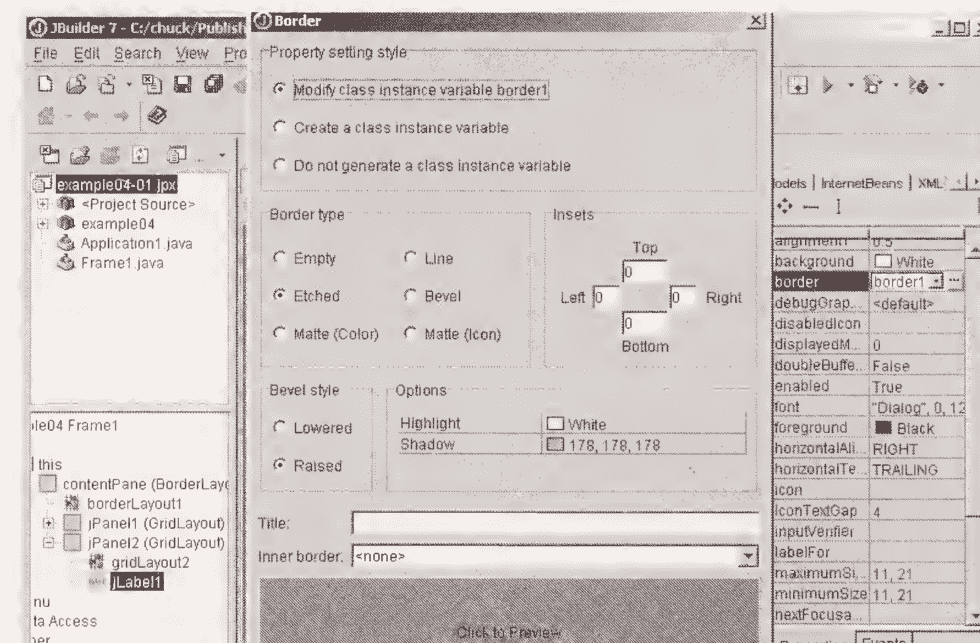 JBuilder 7 - C:/chuck/Publish
File Edit Search View Pro
example04-01.jpx
<Project Source>
example04
Application1.java
Frame1.java
le04 Frame1
this
contentPane (BorderLay
borderLayout1
jPanel1 (GridLayout)
jPanel2 (GridLayout)
gridLayout2
jLabel1
nu
ta Access
Border
Property setting style
Modify class instance variable border1
Create a class instance variable
Do not generate a class instance variable
Border type
Empty
Line
Etched
Bevel
Matte (Color)
Matte (Icon)
Insets
Top
0
Left 0 0 Right
0
Bottom
Bevel style
Lowered
Raised
Options
Highlight White
Shadow 178, 178, 178
Title:
Inner border: <none>
Click to Preview
odels InternetBeans XML
alignmentY 0.5
background White
border border1 ...
debugGrap... <default>
disabledIcon
displayedM... 0
doubleBuffe... False
enabled True
font "Dialog", 0, 12
foreground Black
horizontalAli... RIGHT
horizontalTe... TRAILING
icon
iconTextGap 4
inputVerifier
labelFor
maximumSi... 11, 21
minimumSize 11, 21
nextFocusa...
Events